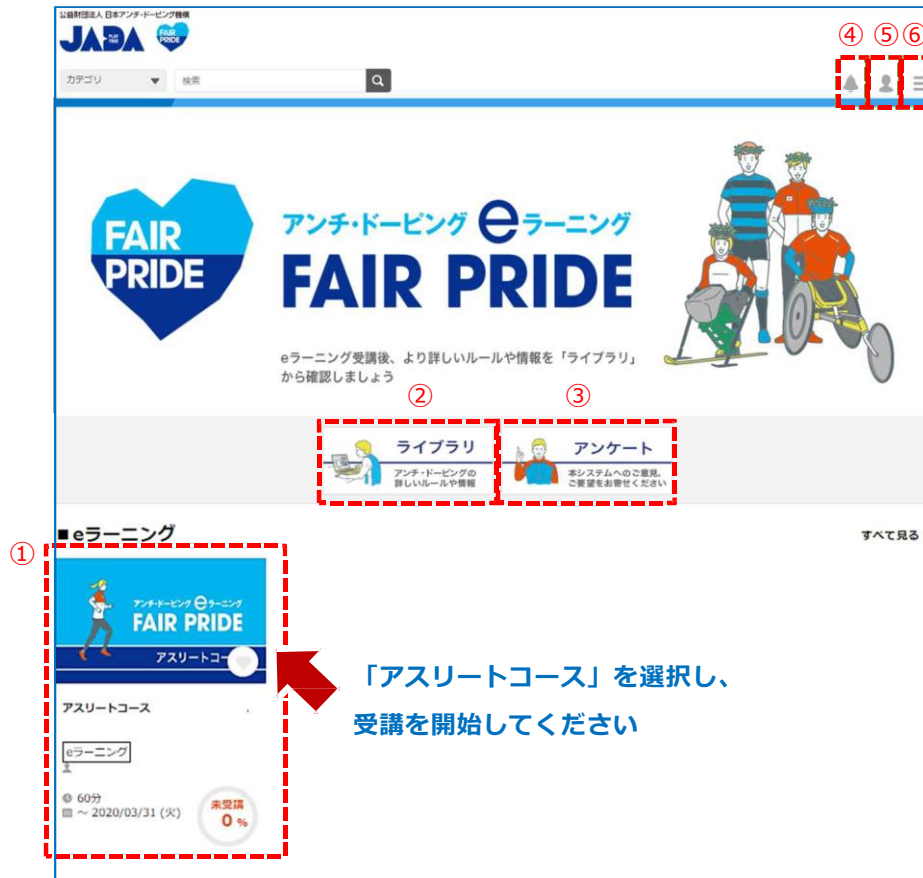 公益財団法人 日本アンチ・ドーピング機構
JADA PLAY TRUE FAIR PRIDE
④ ⑤ ⑥
カテゴリ ▼ 検索
FAIR
PRIDE
アンチ・ドーピング eラーニング
FAIR PRIDE
eラーニング受講後、より詳しいルールや情報を「ライブラリ」
から確認しましょう
② ③
ライブラリ
アンチ・ドーピングの
詳しいルールや情報
アンケート
本システムへのご意見、
ご要望をお寄せください
■eラーニング
すべて見る
①
アンチ・ドーピング eラーニング
FAIR PRIDE
アスリートコー
「アスリートコース」を選択し、
受講を開始してください
アスリートコース
eラーニング
60分
～ 2020/03/31 (火)
未受講
0 %